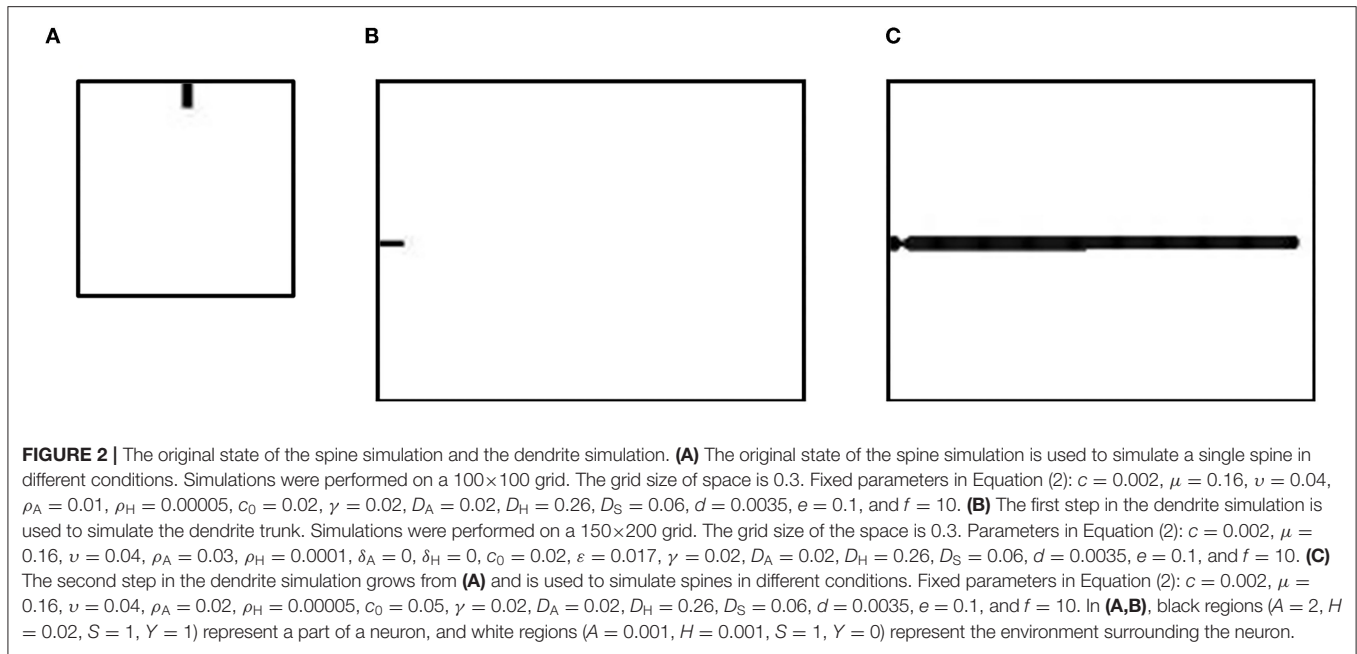 A
B
C
FIGURE 2 | The original state of the spine simulation and the dendrite simulation. (A) The original state of the spine simulation is used to simulate a single spine in
different conditions. Simulations were performed on a 100×100 grid. The grid size of space is 0.3. Fixed parameters in Equation (2): c = 0.002, μ = 0.16, υ = 0.04,
ρA = 0.01, ρH = 0.00005, c0 = 0.02, γ = 0.02, DA = 0.02, DH = 0.26, DS = 0.06, d = 0.0035, e = 0.1, and f = 10. (B) The first step in the dendrite simulation is
used to simulate the dendrite trunk. Simulations were performed on a 150×200 grid. The grid size of the space is 0.3. Parameters in Equation (2): c = 0.002, μ =
0.16, υ = 0.04, ρA = 0.03, ρH = 0.0001, δA = 0, δH = 0, c0 = 0.02, ε = 0.017, γ = 0.02, DA = 0.02, DH = 0.26, DS = 0.06, d = 0.0035, e = 0.1, and f = 10. (C)
The second step in the dendrite simulation grows from (A) and is used to simulate spines in different conditions. Fixed parameters in Equation (2): c = 0.002, μ =
0.16, υ = 0.04, ρA = 0.02, ρH = 0.00005, c0 = 0.05, γ = 0.02, DA = 0.02, DH = 0.26, DS = 0.06, d = 0.0035, e = 0.1, and f = 10. In (A,B), black regions (A = 2, H
= 0.02, S = 1, Y = 1) represent a part of a neuron, and white regions (A = 0.001, H = 0.001, S = 1, Y = 0) represent the environment surrounding the neuron.